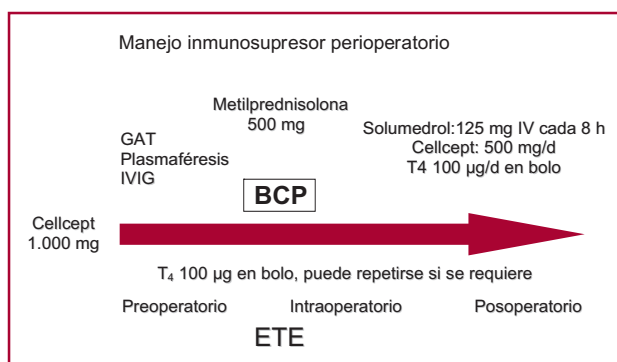 Manejo inmunosupresor perioperatorio
Metilprednisolona
500 mg
Solumedrol:125 mg IV cada 8 h
Cellcept: 500 mg/d
T4 100 µg/d en bolo
GAT
Plasmaféresis
IVIG
BCP
Cellcept
1.000 mg
T₄ 100 µg en bolo, puede repetirse si se requiere
Preoperatorio Intraoperatorio Posoperatorio
ETE